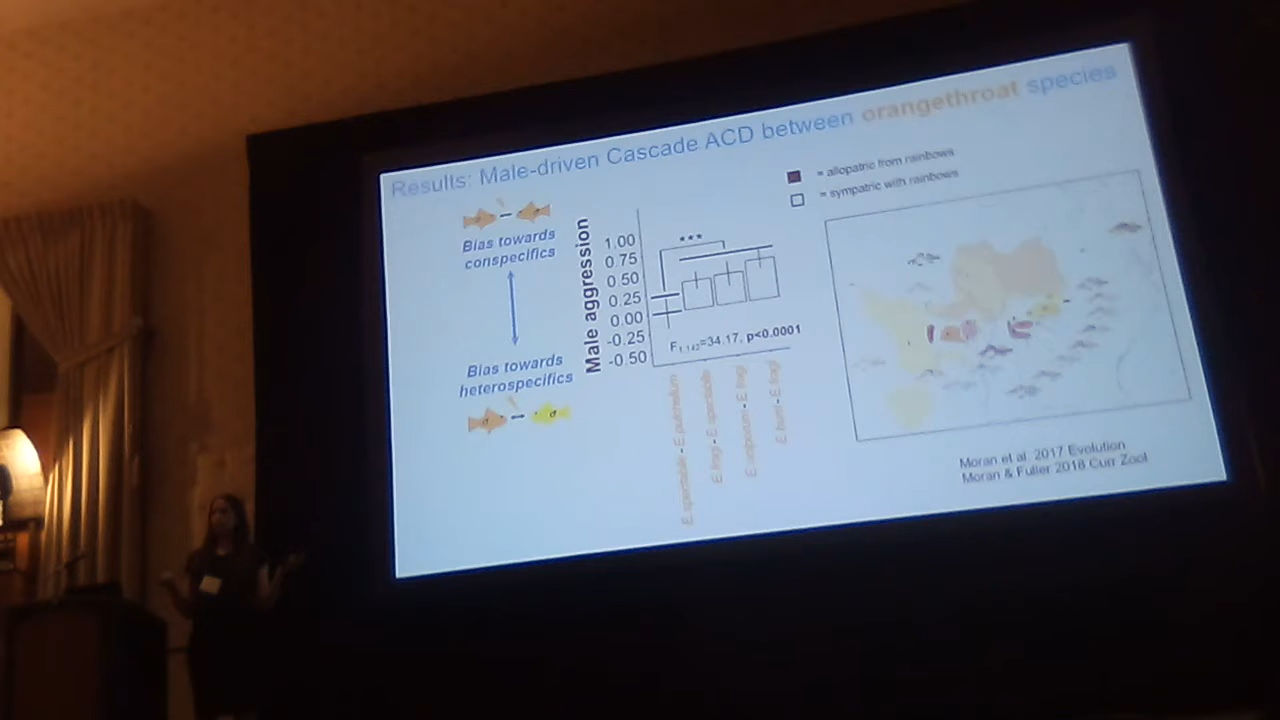 Results: Male-driven Cascade ACD between orangethroat species
= allopatric from rainbows
= sympatric with rainbows
Bias towards
conspecifics
Bias towards
heterospecifics
Male aggression
1.00
0.75
0.50
0.25
0.00
-0.25
-0.50
***
F1,142=34.17, p<0.0001
E. spectabile - E. pulchellum
E. fragi - E. spectabile
E. - E. fragi
E. burri - E. fragi
Moran et al. 2017 Evolution
Moran & Fuller 2018 Curr Zool